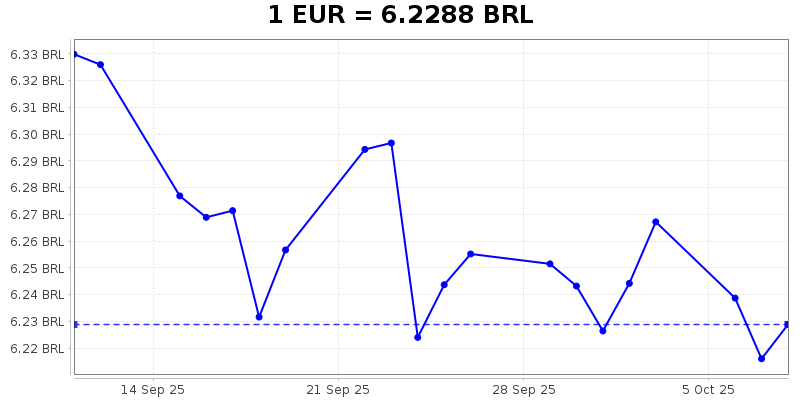 1 EUR = 6.2288 BRL
6.33 BRL
6.32 BRL
6.31 BRL
6.30 BRL
6.29 BRL
6.28 BRL
6.27 BRL
6.26 BRL
6.25 BRL
6.24 BRL
6.23 BRL
6.22 BRL
14 Sep 25
21 Sep 25
28 Sep 25
5 Oct 25